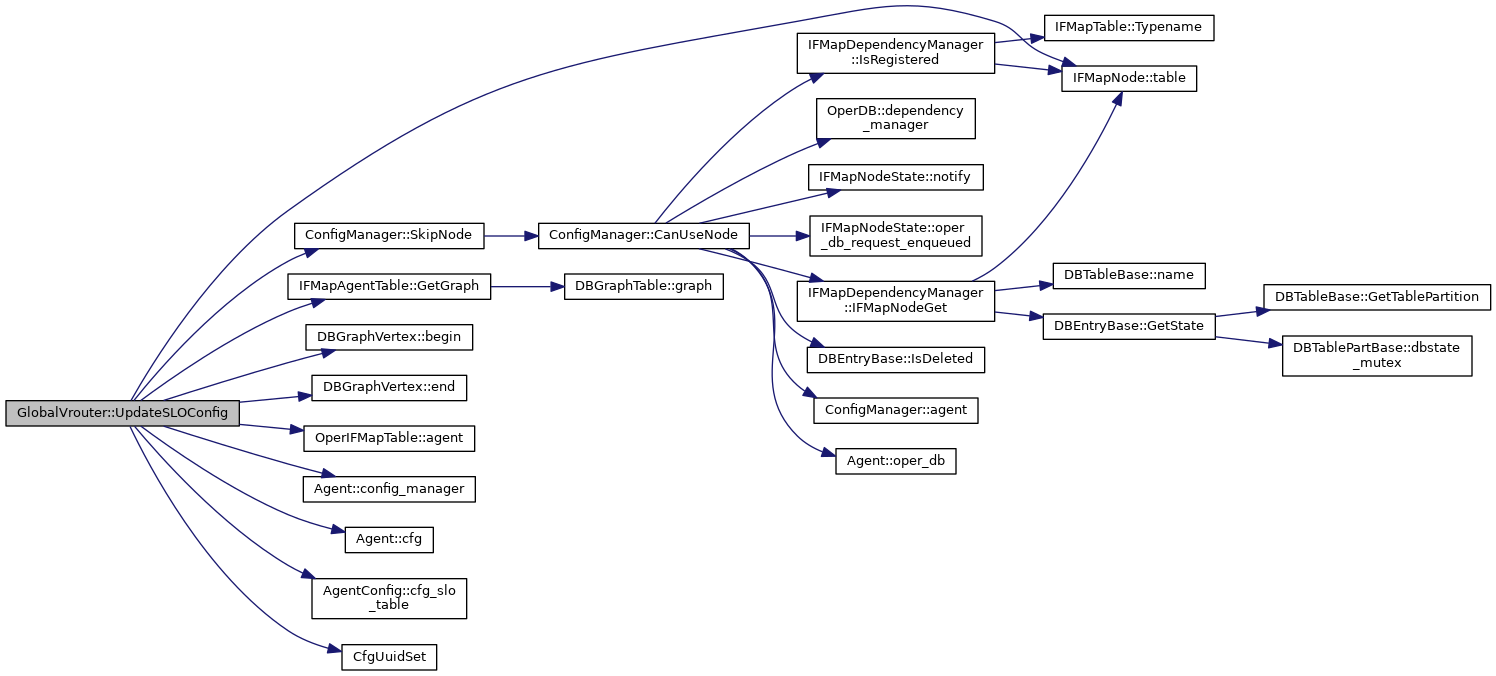 GlobalVrouter::UpdateSLOConfig
ConfigManager::SkipNode
IFMapAgentTable::GetGraph
DBGraphVertex::begin
DBGraphVertex::end
OperIFMapTable::agent
Agent::config_manager
Agent::cfg
AgentConfig::cfg_slo
_table
CfgUuidSet
ConfigManager::CanUseNode
DBGraphTable::graph
IFMapDependencyManager
::IsRegistered
OperDB::dependency
_manager
IFMapNodeState::notify
IFMapNodeState::oper
_db_request_enqueued
IFMapDependencyManager
::IFMapNodeGet
DBEntryBase::IsDeleted
ConfigManager::agent
Agent::oper_db
IFMapTable::Typename
IFMapNode::table
DBTableBase::name
DBEntryBase::GetState
DBTableBase::GetTablePartition
DBTablePartBase::dbstate
_mutex